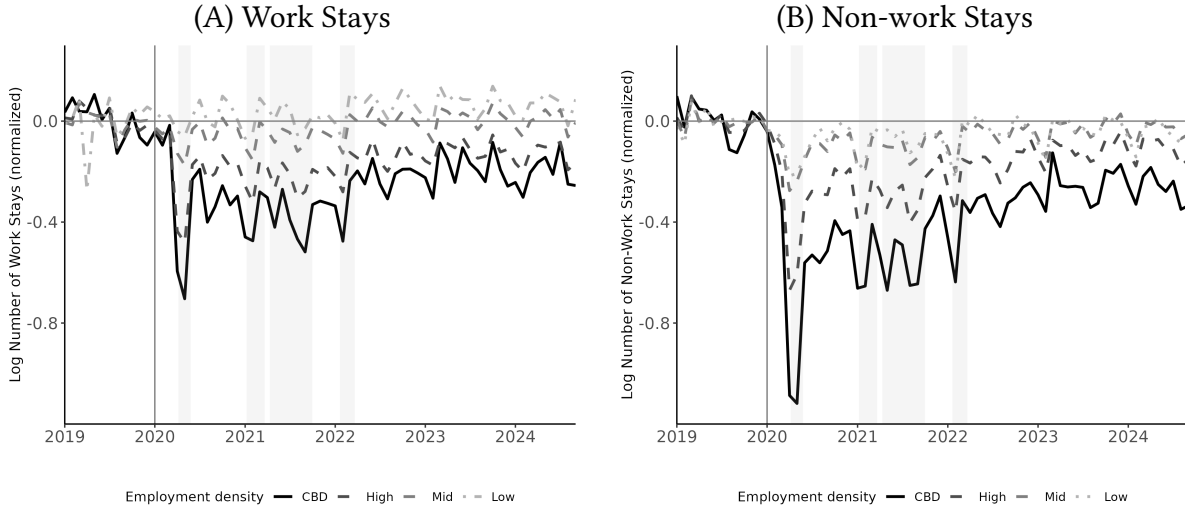 (A) Work Stays
Log Number of Work Stays (normalized)
0.0
-0.4
-0.8
2019 2020 2021 2022 2023 2024
Employment density CBD High Mid Low
(B) Non-work Stays
Log Number of Non-Work Stays (normalized)
0.0
-0.4
-0.8
2019 2020 2021 2022 2023 2024
Employment density CBD High Mid Low